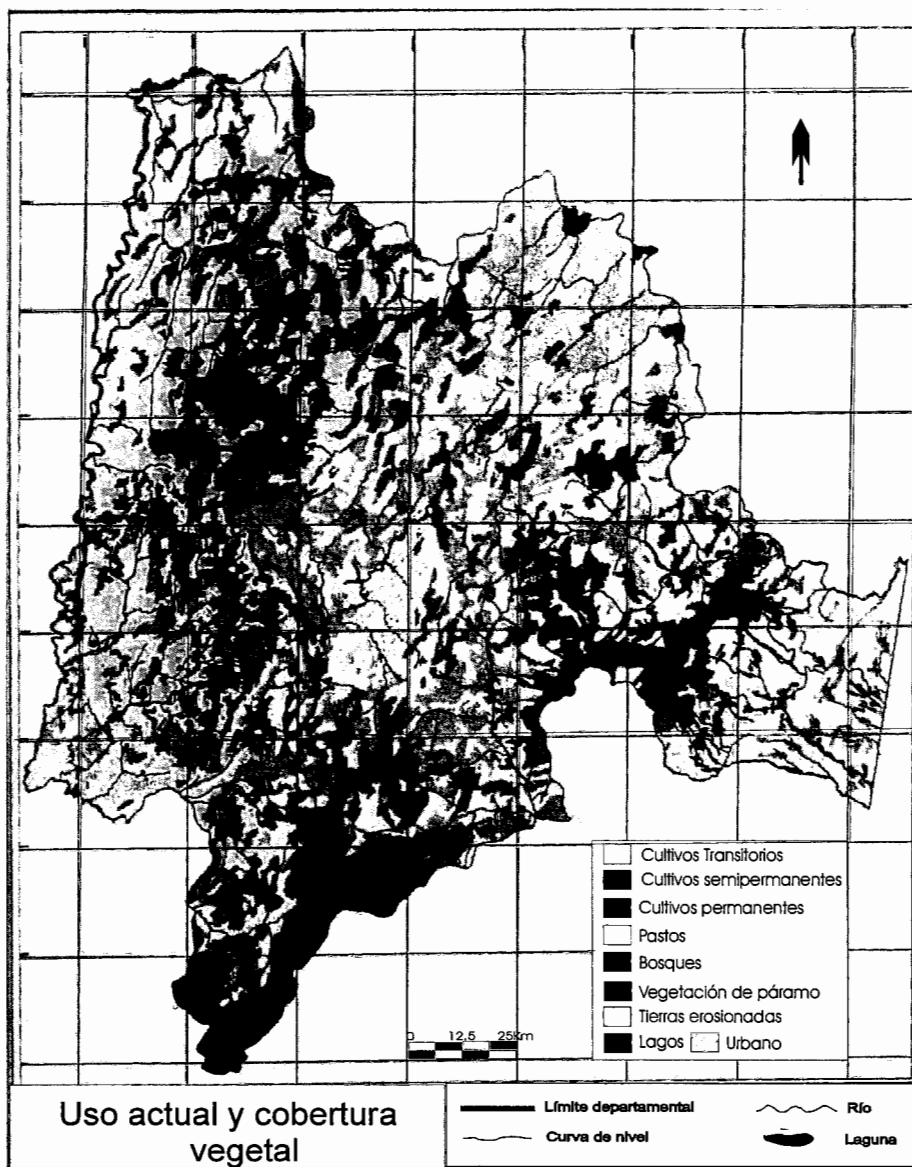 Cultivos Transitorios
Cultivos semipermanentes
Cultivos permanentes
Pastos
Bosques
Vegetación de páramo
Tierras erosionadas
Lagos Urbano
0 12.5 25Km
Uso actual y cobertura
vegetal
Límite departamental Río
Curva de nivel Laguna